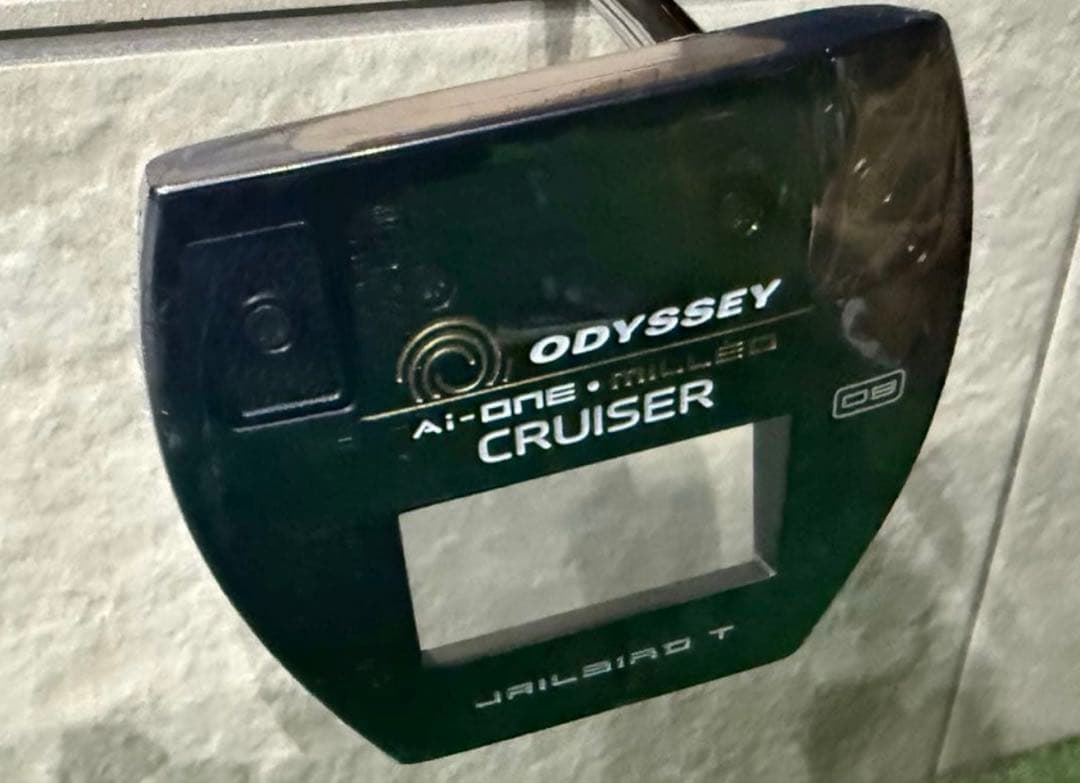 ODYSSEY
Ai-ONE • MILLED
CRUISER
DB
JAILBIRD T